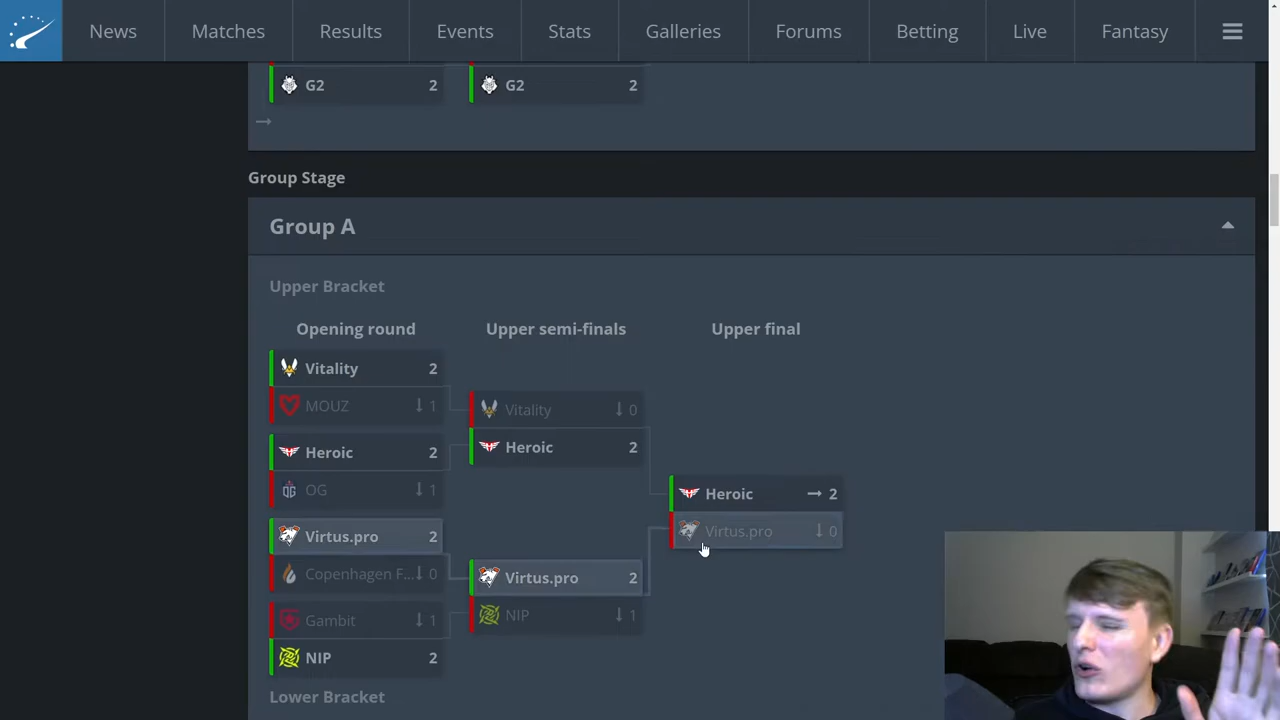 News Matches Results Events Stats Galleries Forums Betting Live Fantasy
G2 2 G2 2
→
Group Stage
Group A
Upper Bracket
Opening round Upper semi-finals Upper final
Vitality 2
MOUZ ↓ 1
Vitality ↓ 0
Heroic 2
Heroic 2
OG ↓ 1
Heroic → 2
Virtus.pro ↓ 0
Virtus.pro 2
Copenhagen F... ↓ 0
Virtus.pro 2
NIP ↓ 1
Gambit ↓ 1
NIP 2
Lower Bracket